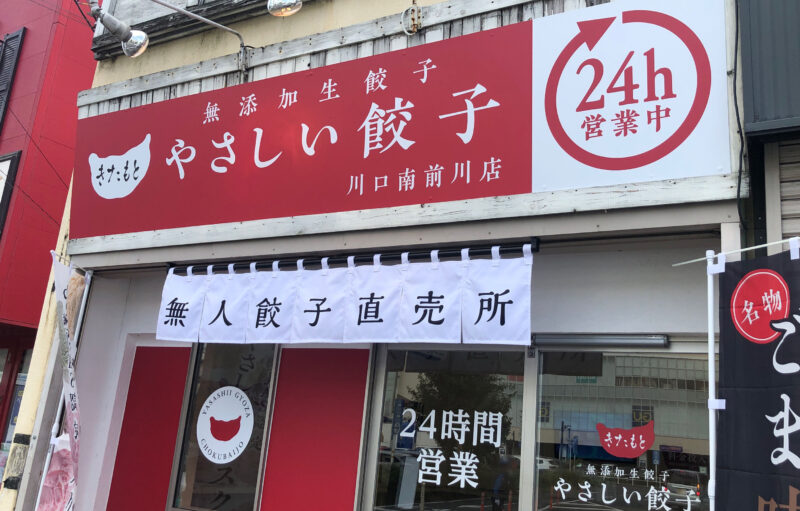 無添加生餃子
きたもと
やさしい餃子
川口南前川店
24h
営業中
無人餃子直売所
YASASHII GYOZA
CHOKUBAIJO
24時間
営業
きたもと
無添加生餃子
やさしい餃子
名物
ごま味